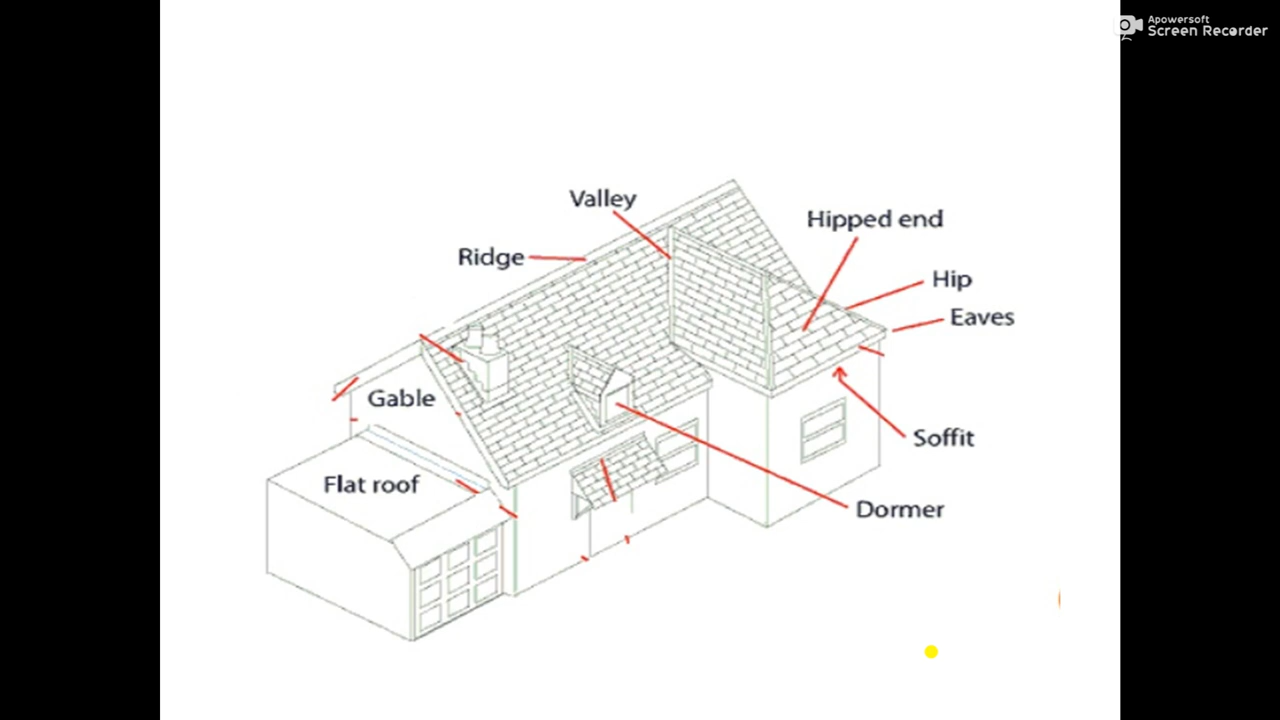 Apowersoft
Screen Recorder
Valley
Hipped end
Ridge
Hip
Eaves
Gable
Soffit
Flat roof
Dormer